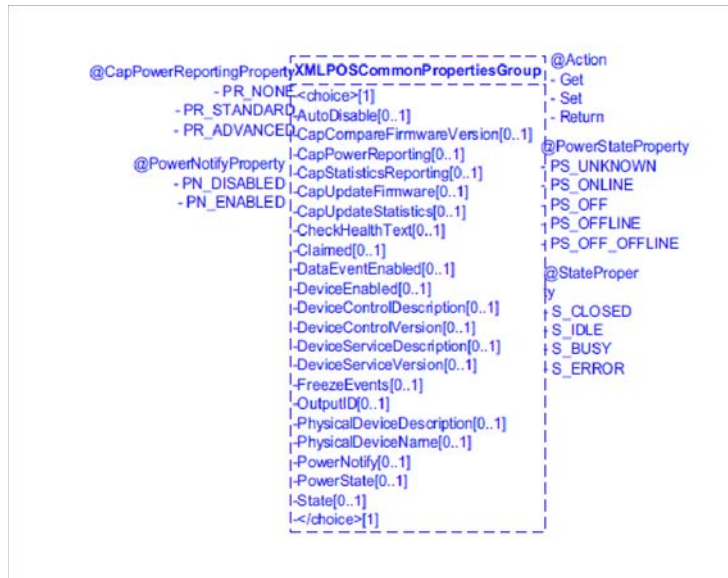 @CapPowerReportingProperty
- PR_NONE
- PR_STANDARD
- PR_ADVANCED
@PowerNotifyProperty
- PN_DISABLED
- PN_ENABLED
XMLPOSCommonPropertiesGroup
-<choice>[1]
-AutoDisable[0..1]
-CapCompareFirmwareVersion[0..1]
-CapPowerReporting[0..1]
-CapStatisticsReporting[0..1]
-CapUpdateFirmware[0..1]
-CapUpdateStatistics[0..1]
-CheckHealthText[0..1]
-Claimed[0..1]
-DataEventEnabled[0..1]
-DeviceEnabled[0..1]
-DeviceControlDescription[0..1]
-DeviceControlVersion[0..1]
-DeviceServiceDescription[0..1]
-DeviceServiceVersion[0..1]
-FreezeEvents[0..1]
-OutputID[0..1]
-PhysicalDeviceDescription[0..1]
-PhysicalDeviceName[0..1]
-PowerNotify[0..1]
-PowerState[0..1]
-State[0..1]
-</choice>[1]
@Action
- Get
- Set
- Return
@PowerStateProperty
- PS_UNKNOWN
- PS_ONLINE
- PS_OFF
- PS_OFFLINE
- PS_OFF_OFFLINE
@StateProper
ty
- S_CLOSED
- S_IDLE
- S_BUSY
- S_ERROR